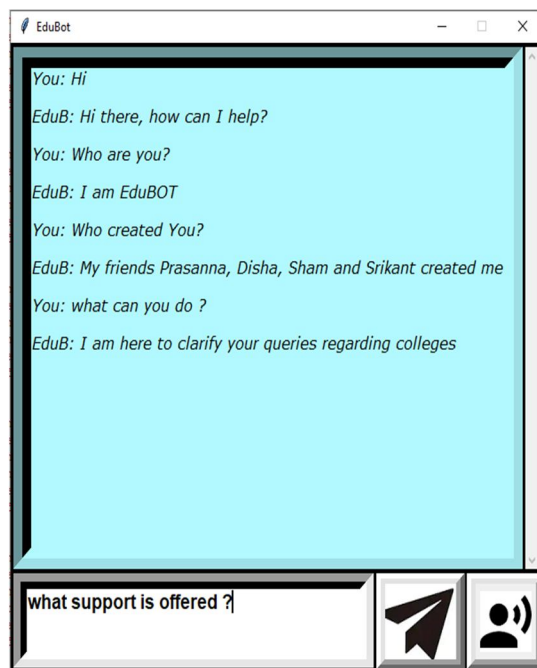 EduBot
You: Hi
EduB: Hi there, how can I help?
You: Who are you?
EduB: I am EduBOT
You: Who created You?
EduB: My friends Prasanna, Disha, Sham and Srikant created me
You: what can you do ?
EduB: I am here to clarify your queries regarding colleges
what support is offered ?